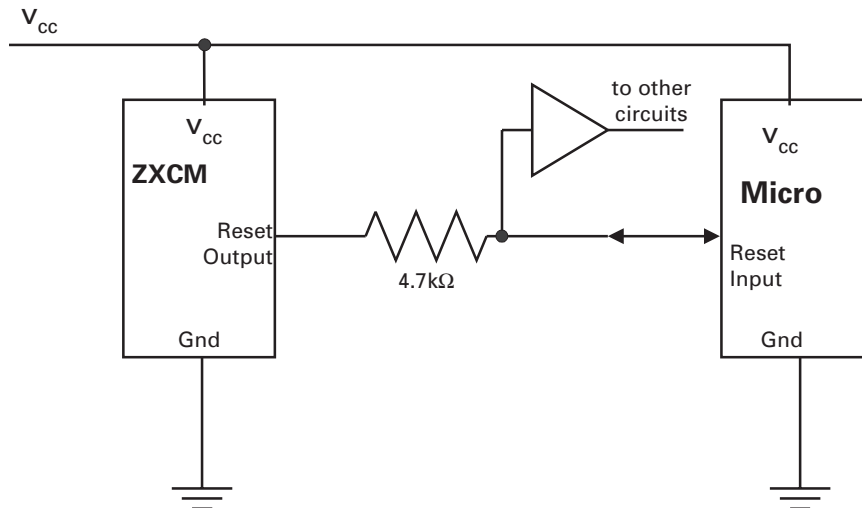 Vcc
to other
circuits
Vcc
ZXCM
Vcc
Micro
Reset
Output
Reset
Input
4.7kΩ
Gnd
Gnd